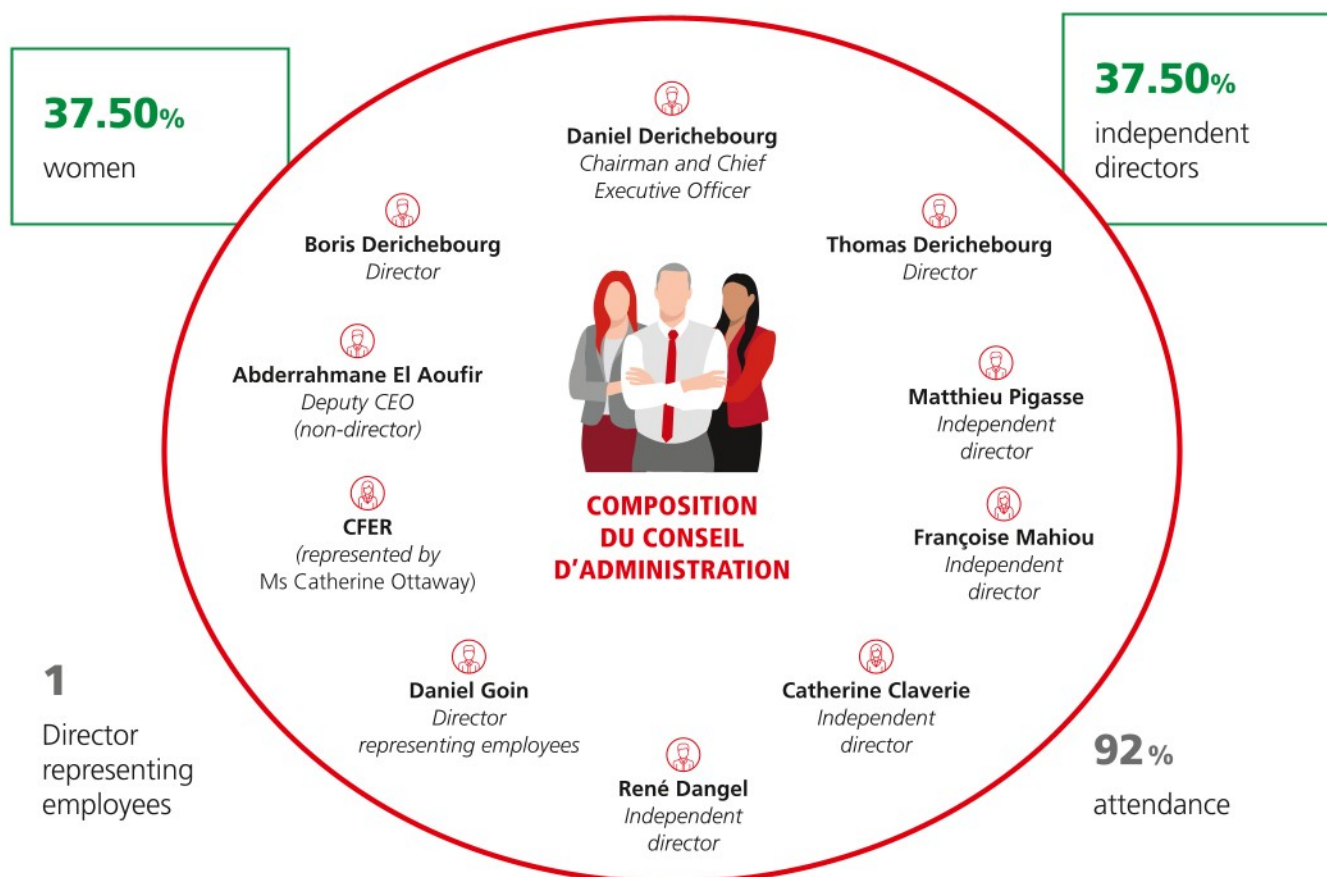 37.50%
women
37.50%
independent
directors
Daniel Derichebourg
Chairman and Chief
Executive Officer
Boris Derichebourg
Director
Thomas Derichebourg
Director
Abderrahmane El Aoufir
Deputy CEO
(non-director)
Matthieu Pigasse
Independent
director
CFER
(represented by
Ms Catherine Ottaway)
COMPOSITION
DU CONSEIL
D'ADMINISTRATION
Françoise Mahiou
Independent
director
Daniel Goin
Director
representing employees
Catherine Claverie
Independent
director
René Dangel
Independent
director
1
Director
representing
employees
92 %
attendance